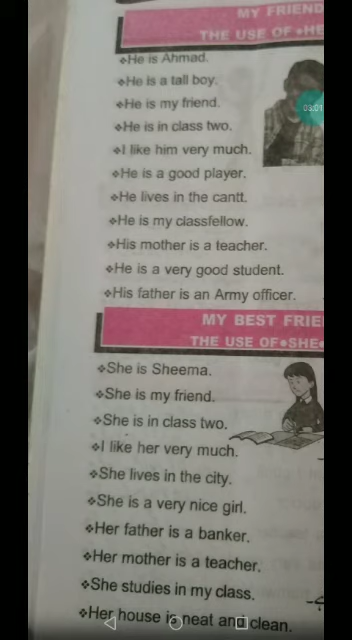 MY FRIEND
THE USE OF •HE
❖He is Ahmad.
❖He is a tall boy.
❖He is my friend.
03:01
❖He is in class two.
❖I like him very much.
❖He is a good player.
❖He lives in the cantt.
❖He is my classfellow.
❖His mother is a teacher.
❖He is a very good student.
❖His father is an Army officer.
MY BEST
THE USE OF•SHE•
❖She is Sheema.
❖She is my friend.
❖She is in class two.
❖I like her very much.
❖She lives in the city.
❖She is a very nice girl.
❖Her father is a banker.
❖Her mother is a teacher.
❖She studies in my class.
❖Her house is neat and clean.